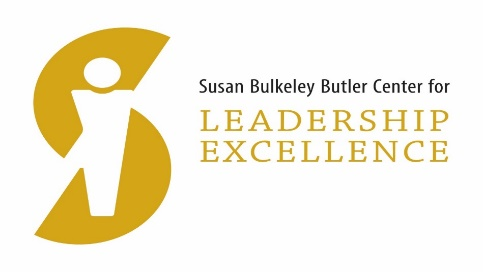 Susan Bulkeley Butler Center for
LEADERSHIP
EXCELLENCE